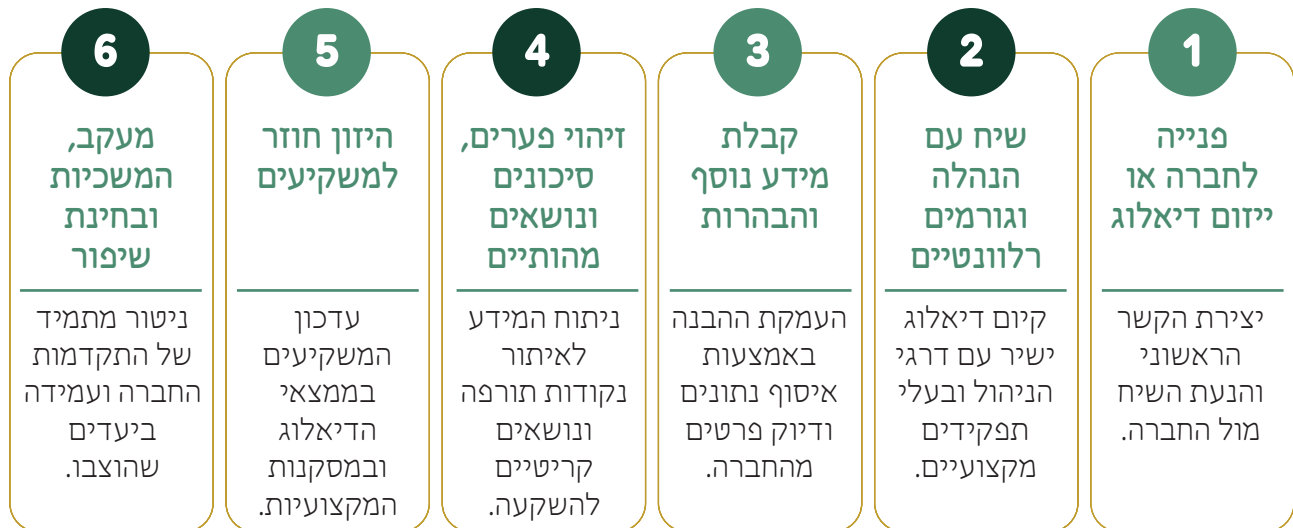 1
פנייה
לחברה או
ייזום דיאלוג
יצירת הקשר
הראשוני
והנעת השיח
מול החברה.
2
שיח עם
הנהלה
וגורמים
רלוונטיים
קיום דיאלוג
ישיר עם דרגי
הניהול ובעלי
תפקידים
מקצועיים.
3
קבלת
מידע נוסף
והבהרות
העמקת ההבנה
באמצעות
איסוף נתונים
ודיוק פרטים
מהחברה.
4
זיהוי פערים,
סיכונים
ונושאים
מהותיים
ניתוח המידע
לאיתור
נקודות תורפה
ונושאים
קריטיים
להשקעה.
5
היזון חוזר
למשקיעים
עדכון
המשקיעים
בממצאי
הדיאלוג
ובמסקנות
המקצועיות.
6
מעקב,
המשכיות
ובחינת
שיפור
ניטור מתמיד
של התקדמות
החברה ועמידה
ביעדים
שהוצבו.